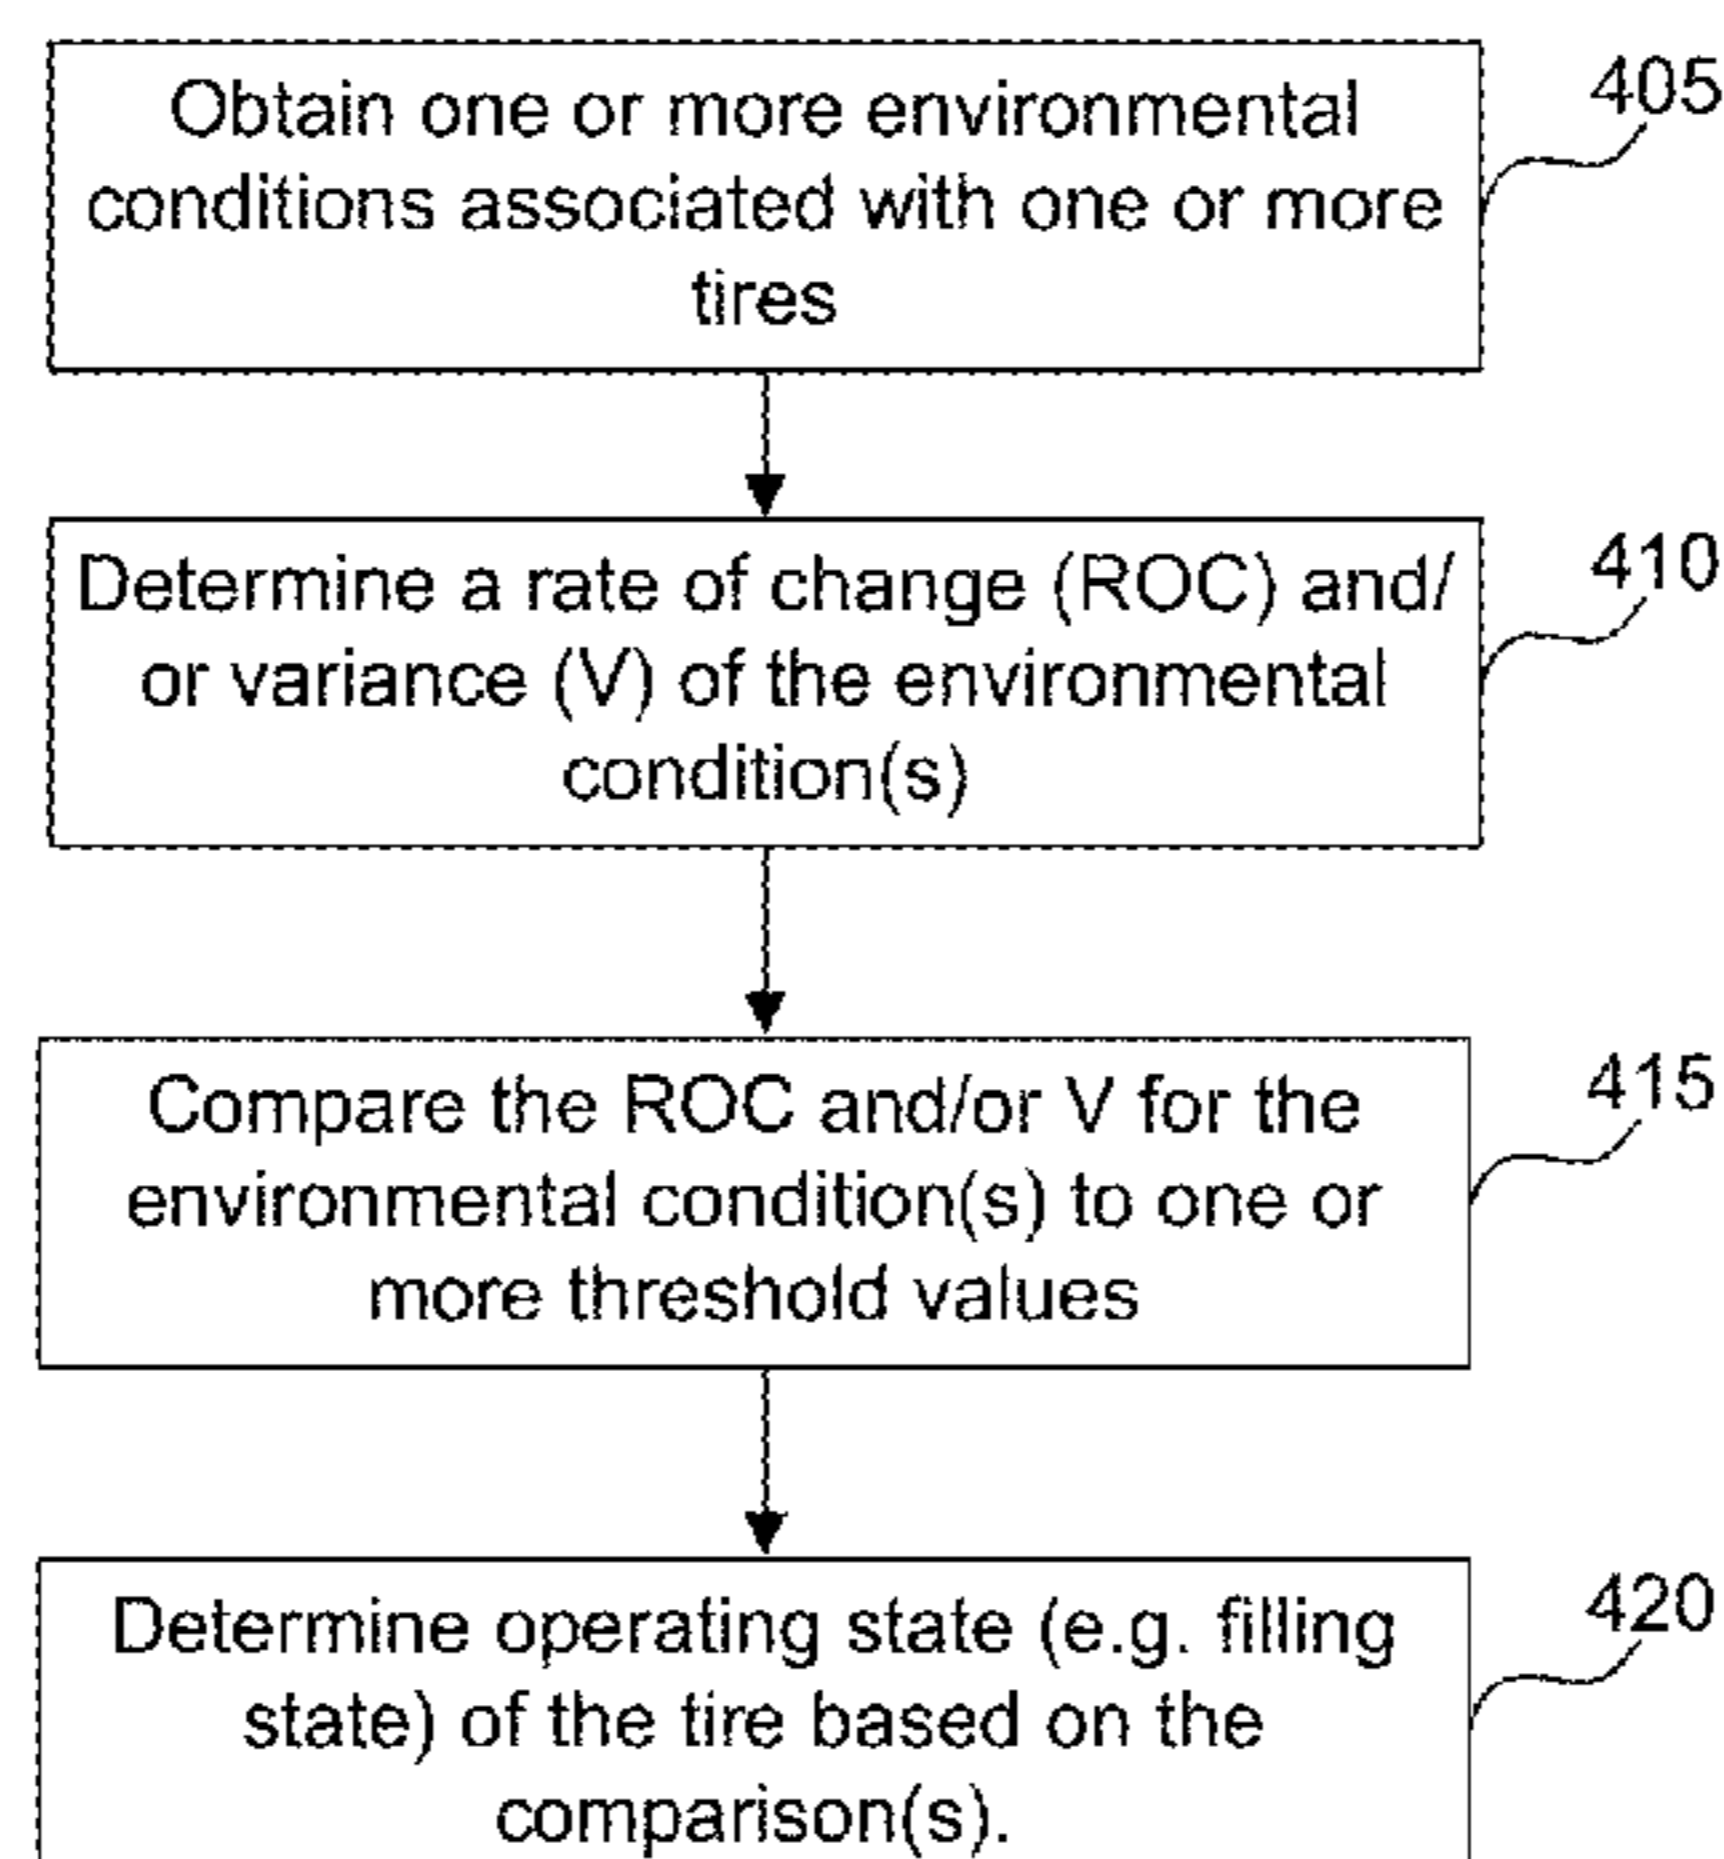 Obtain one or more environmental
conditions associated with one or more
tires
405
Determine a rate of change (ROC) and/
or variance (V) of the environmental
condition(s)
410
Compare the ROC and/or V for the
environmental condition(s) to one or
more threshold values
415
Determine operating state (e.g. filling
state) of the tire based on the
comparison(s).
420